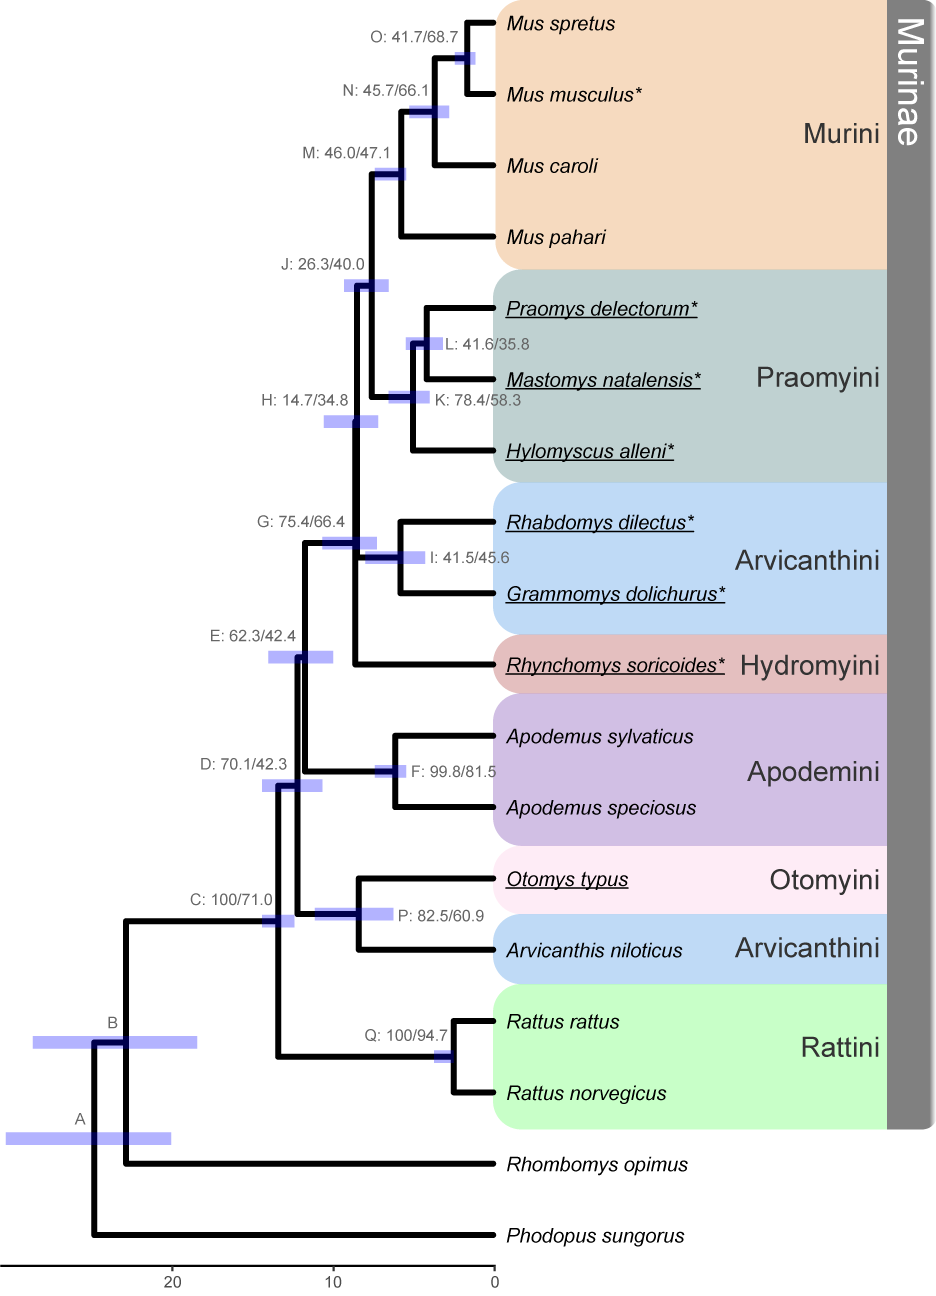 Mus spretus
O: 41.7/68.7
Murinae
N: 45.7/66.1
Mus musculus*
Murini
M: 46.0/47.1
Mus caroli
Mus pahari
J: 26.3/40.0
Praomys delectorum*
L: 41.6/35.8
Mastomys natalensis*
Praomyini
H: 14.7/34.8
K: 78.4/58.3
Hylomyscus alleni*
G: 75.4/66.4
Rhabdomys dilectus*
I: 41.5/45.6
Arvicanthini
Grammomys dolichurus*
E: 62.3/42.4
Rhynchomys soricoides*
Hydromyini
Apodemus sylvaticus
D: 70.1/42.3
F: 99.8/81.5
Apodemini
Apodemus speciosus
Otomys typus
Otomyini
C: 100/71.0
P: 82.5/60.9
Arvicanthis niloticus
Arvicanthini
Rattus rattus
B
Q: 100/94.7
Rattini
Rattus norvegicus
A
Rhombomys opimus
Phodopus sungorus
20 10 0